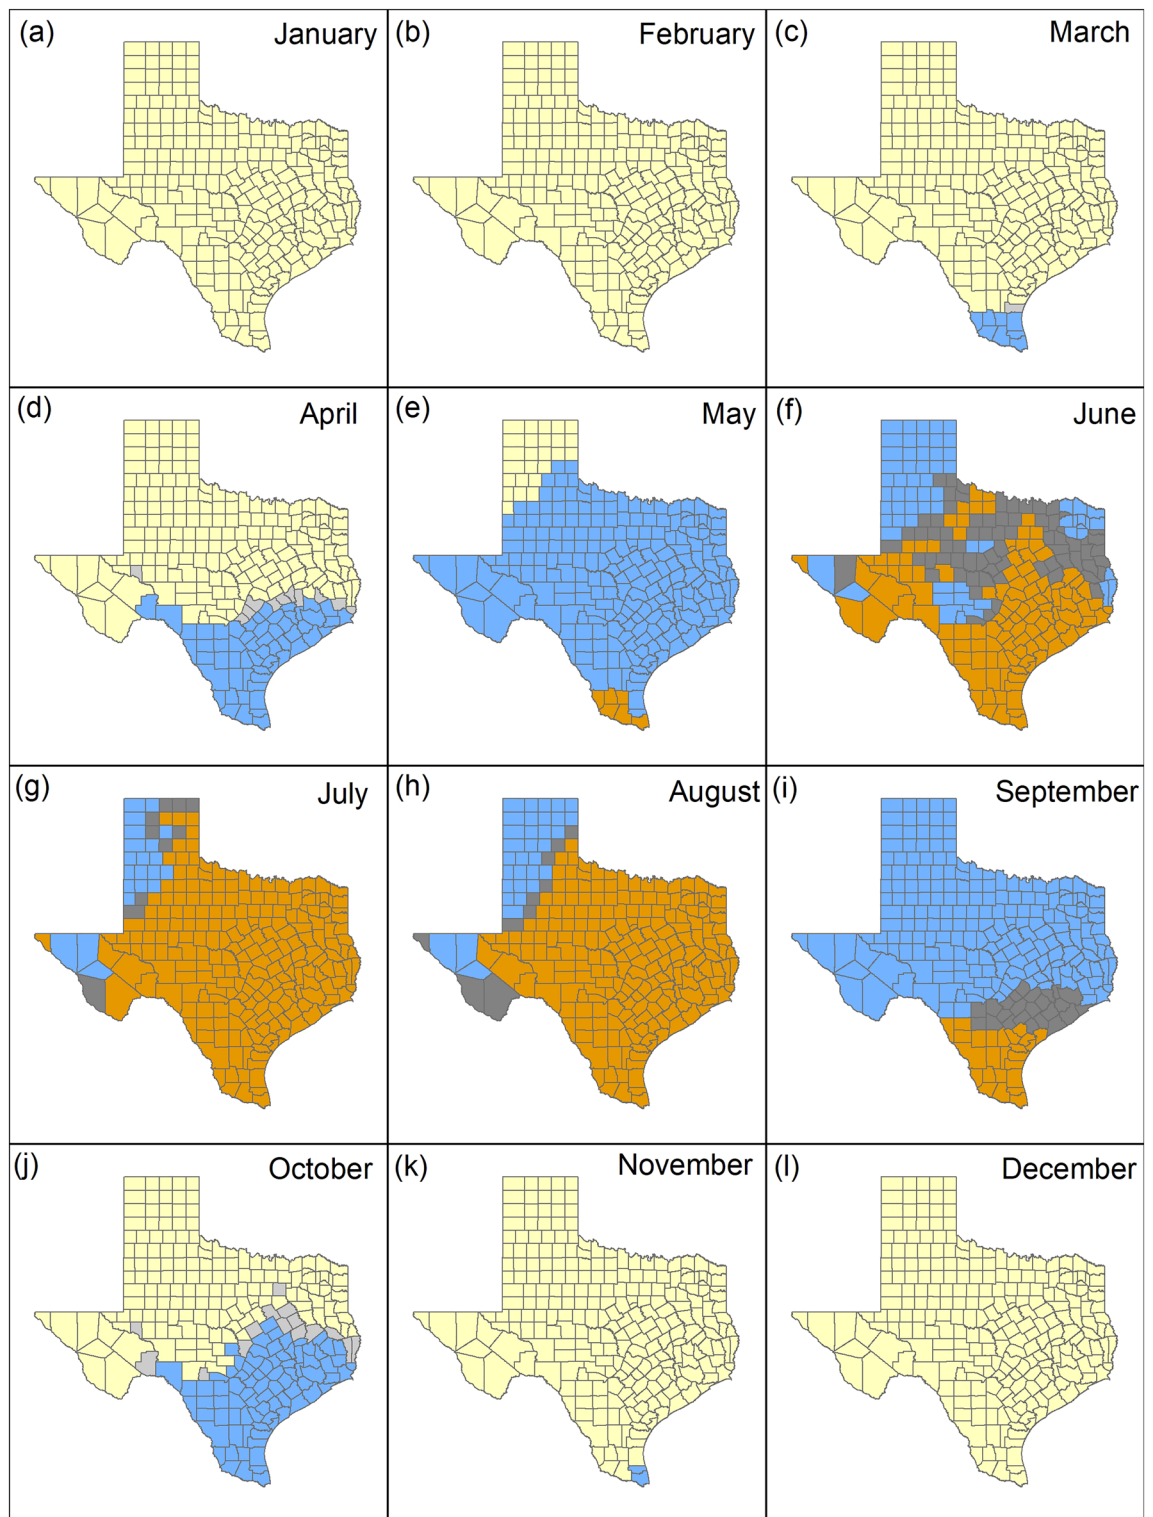 (a) January
(b) February
(c) March
(d) April
(e) May
(f) June
(g) July
(h) August
(i) September
(j) October
(k) November
(l) December